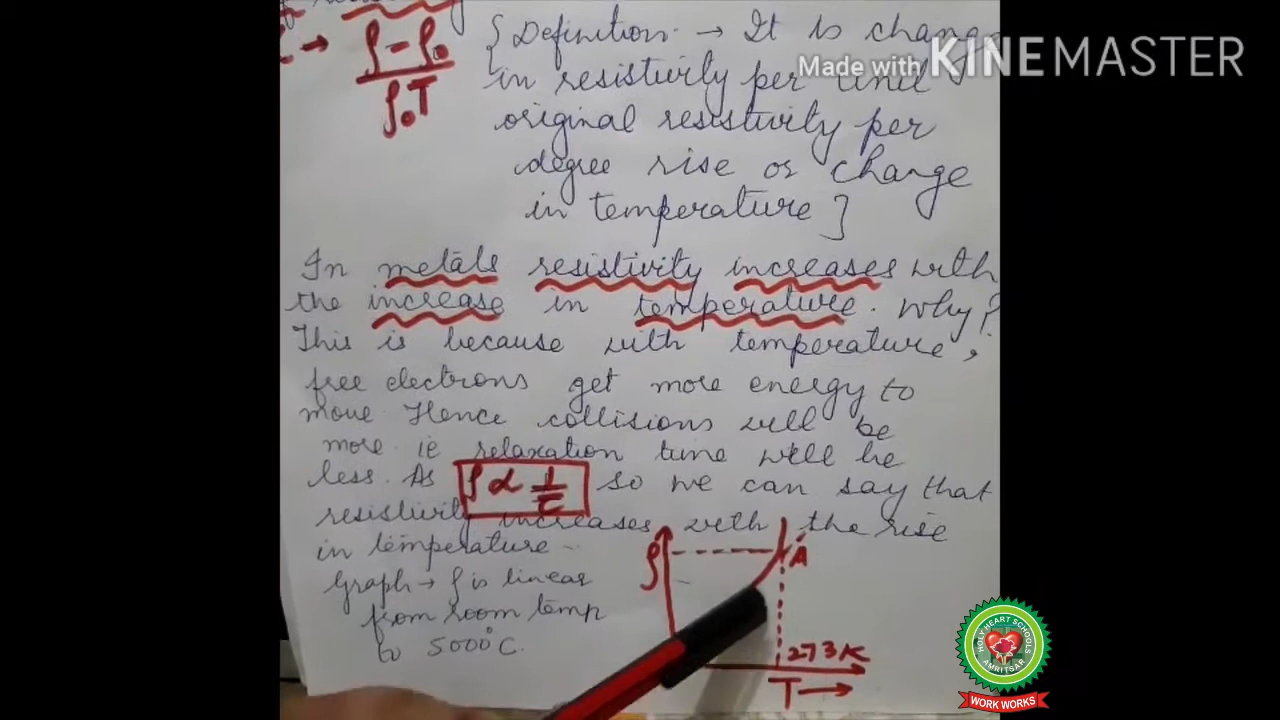 ρ - ρ₀
ρ₀T
{Definition → It is change
in resistivity per unit
original resistivity per
degree rise or change
in temperature]
In metals resistivity increases with
the increase in temperature. Why?
This is because with temperature,
free electrons get more energy to
move. Hence collisions will be
more ie relaxation time will be
less. As ρ ∝ 1/τ so we can say that
resistivity increases with the rise
in temperature
Graph → ρ is linear
from room temp
to 5000°C.
ρ
A
273K
T →
Made with KINEMASTER
HOLY HEART SCHOOLS
AMRITSAR
WORK WORKS